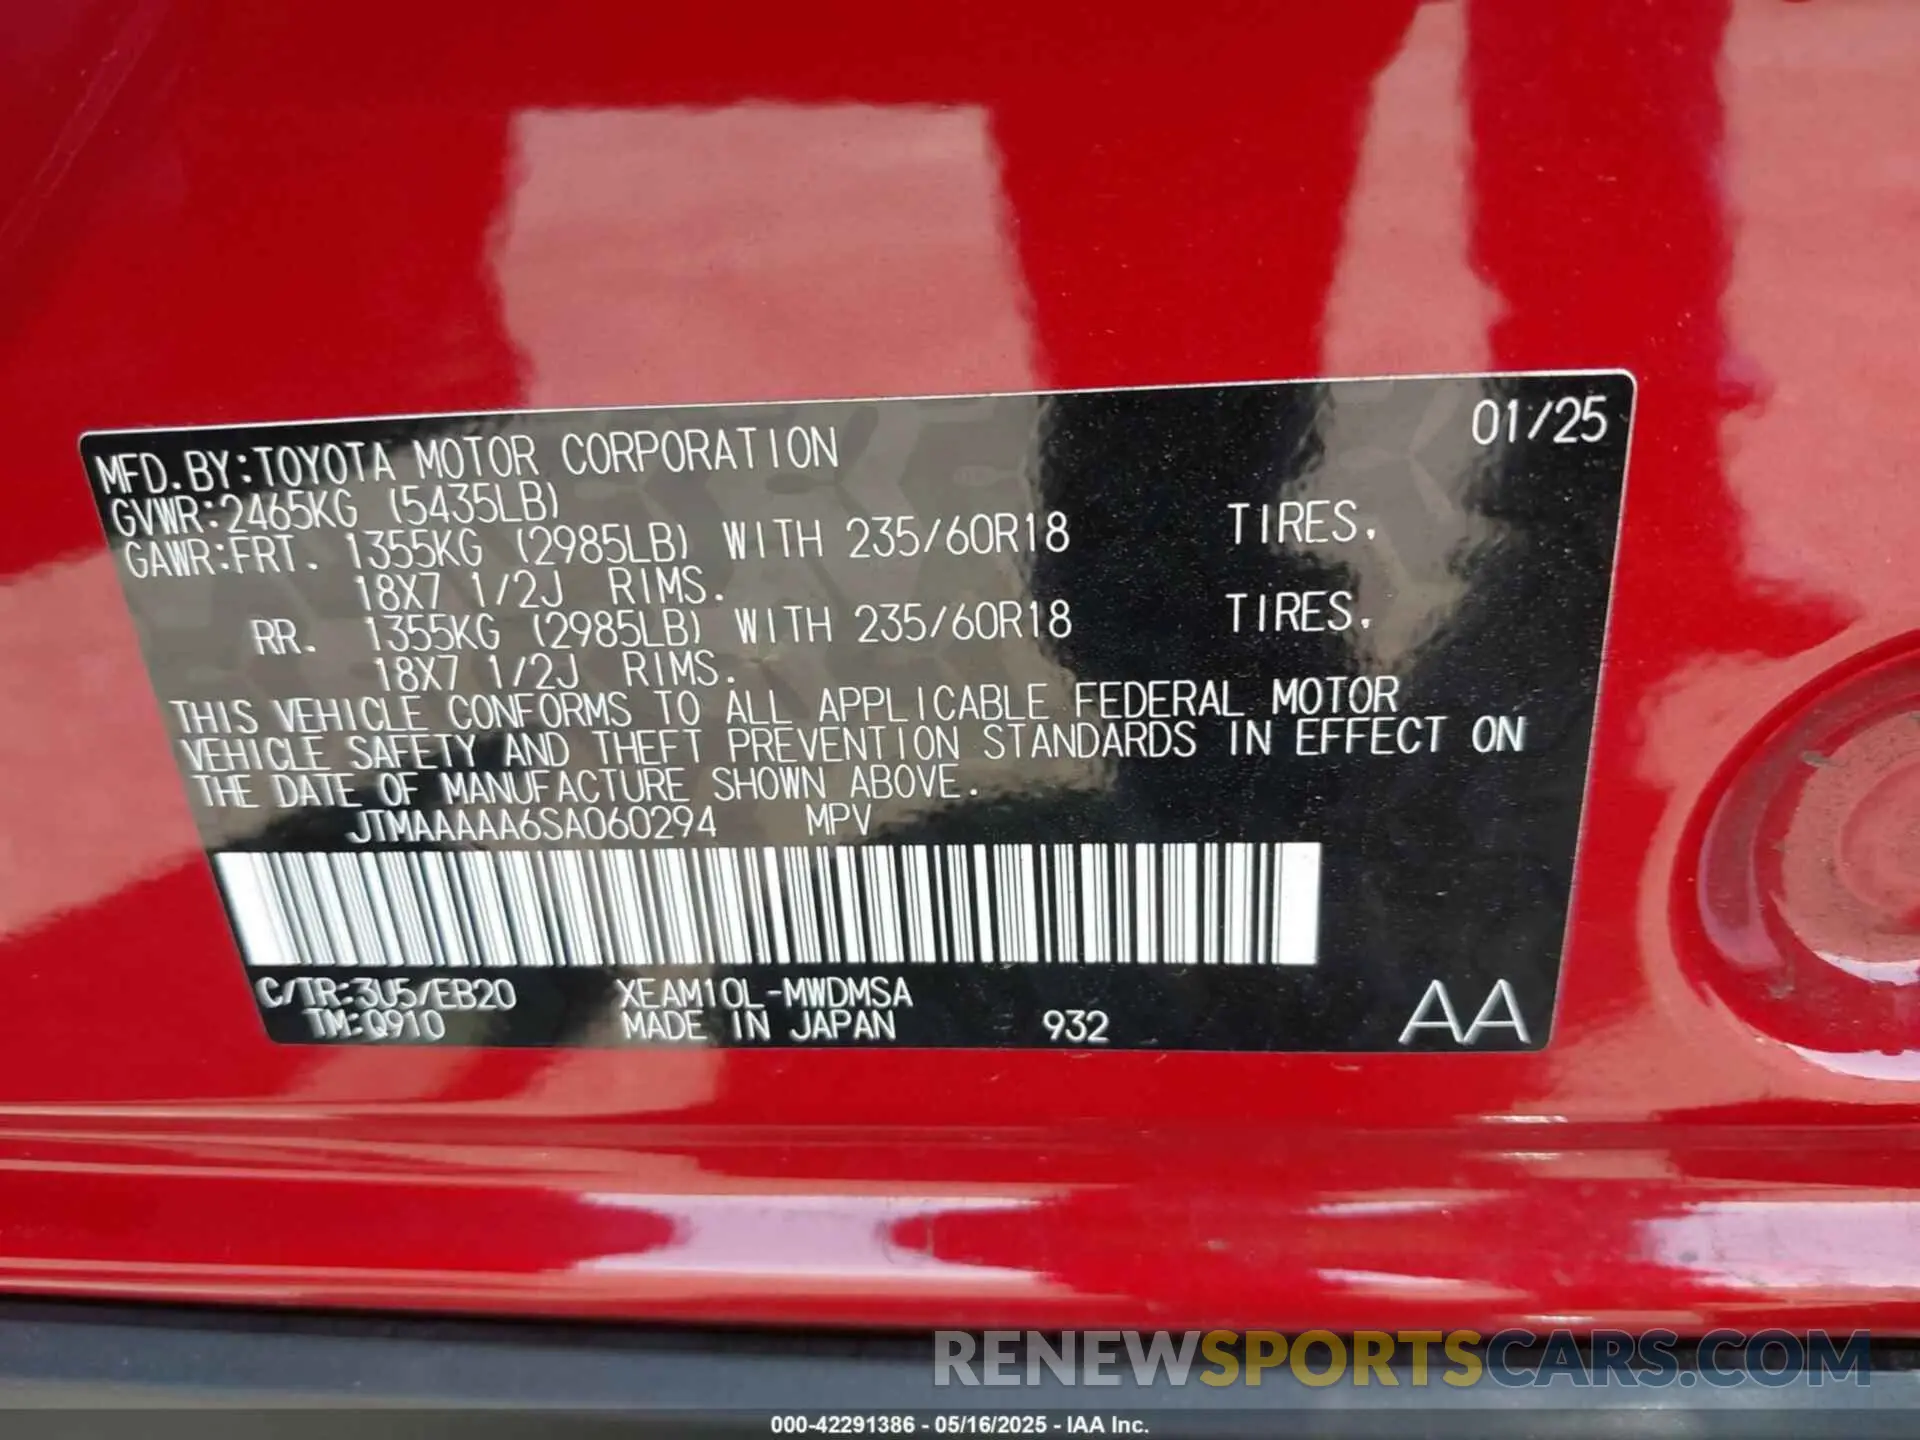 01/25
MFD.BY:TOYOTA MOTOR CORPORATION
GVWR:2465KG (5435LB)
GAWR:FRT. 1355KG (2985LB) WITH 235/60R18 TIRES,
18X7 1/2J RIMS.
RR. 1355KG (2985LB) WITH 235/60R18 TIRES,
18X7 1/2J RIMS.
THIS VEHICLE CONFORMS TO ALL APPLICABLE FEDERAL MOTOR
VEHICLE SAFETY AND THEFT PREVENTION STANDARDS IN EFFECT ON
THE DATE OF MANUFACTURE SHOWN ABOVE.
JTMAAAAA6SA060294 MPV
C/TR:3U5/EB20 XEAM10L-MWDMSA
TM:Q910 MADE IN JAPAN 932 AA
RENEWSPORTSCARS.COM
000-42291386 - 05/16/2025 - IAA Inc.